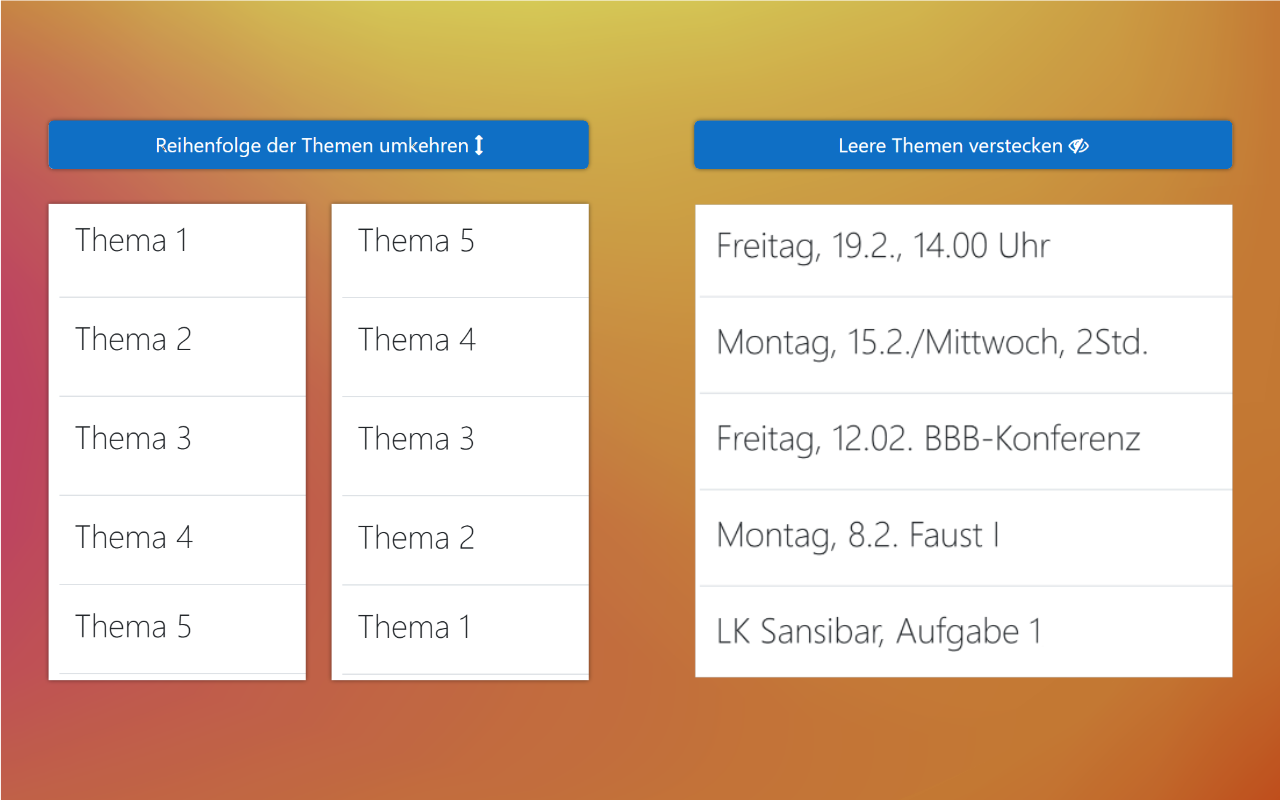 Reihenfolge der Themen umkehren
Thema 1
Thema 2
Thema 3
Thema 4
Thema 5
Thema 5
Thema 4
Thema 3
Thema 2
Thema 1
Leere Themen verstecken
Freitag, 19.2., 14.00 Uhr
Montag, 15.2./Mittwoch, 2Std.
Freitag, 12.02. BBB-Konferenz
Montag, 8.2. Faust I
LK Sansibar, Aufgabe 1